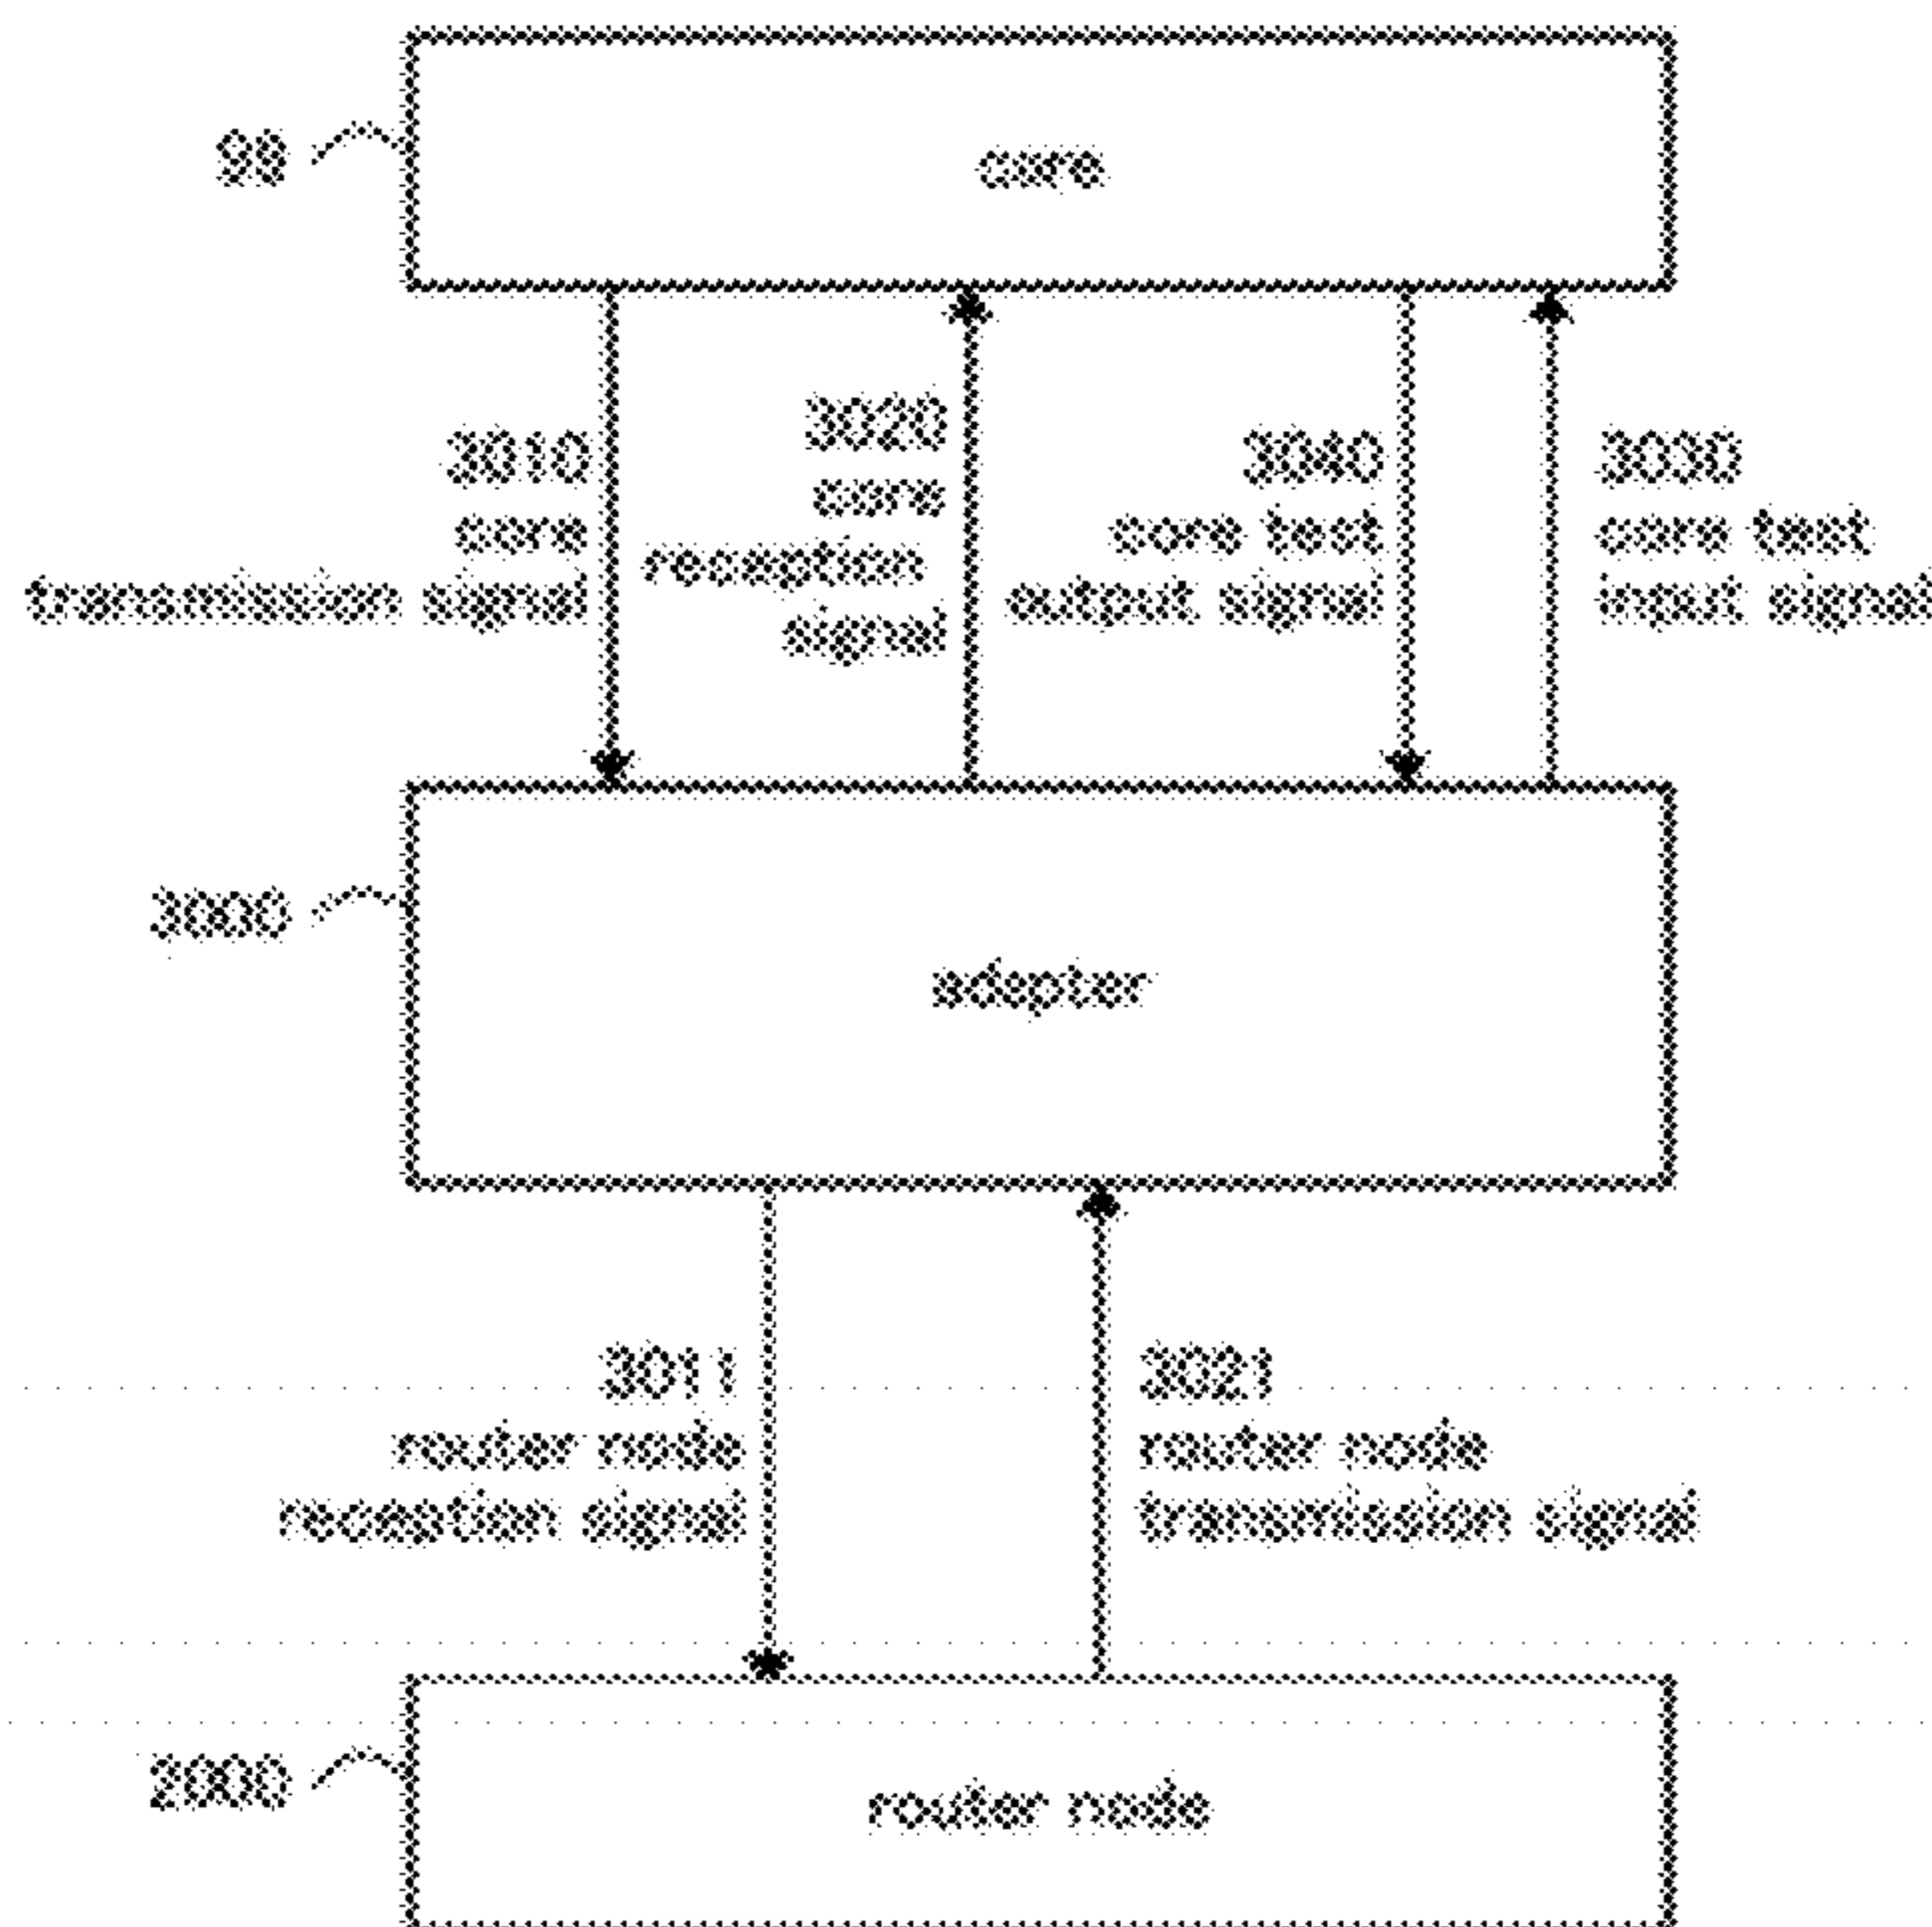 99
core
3010
core
transmission signal
3020
core
reception
signal
3040
core test
output signal
3030
core test
input signal
3000
adapter
3011
router node
reception signal
3021
router node
transmission signal
2000
router node